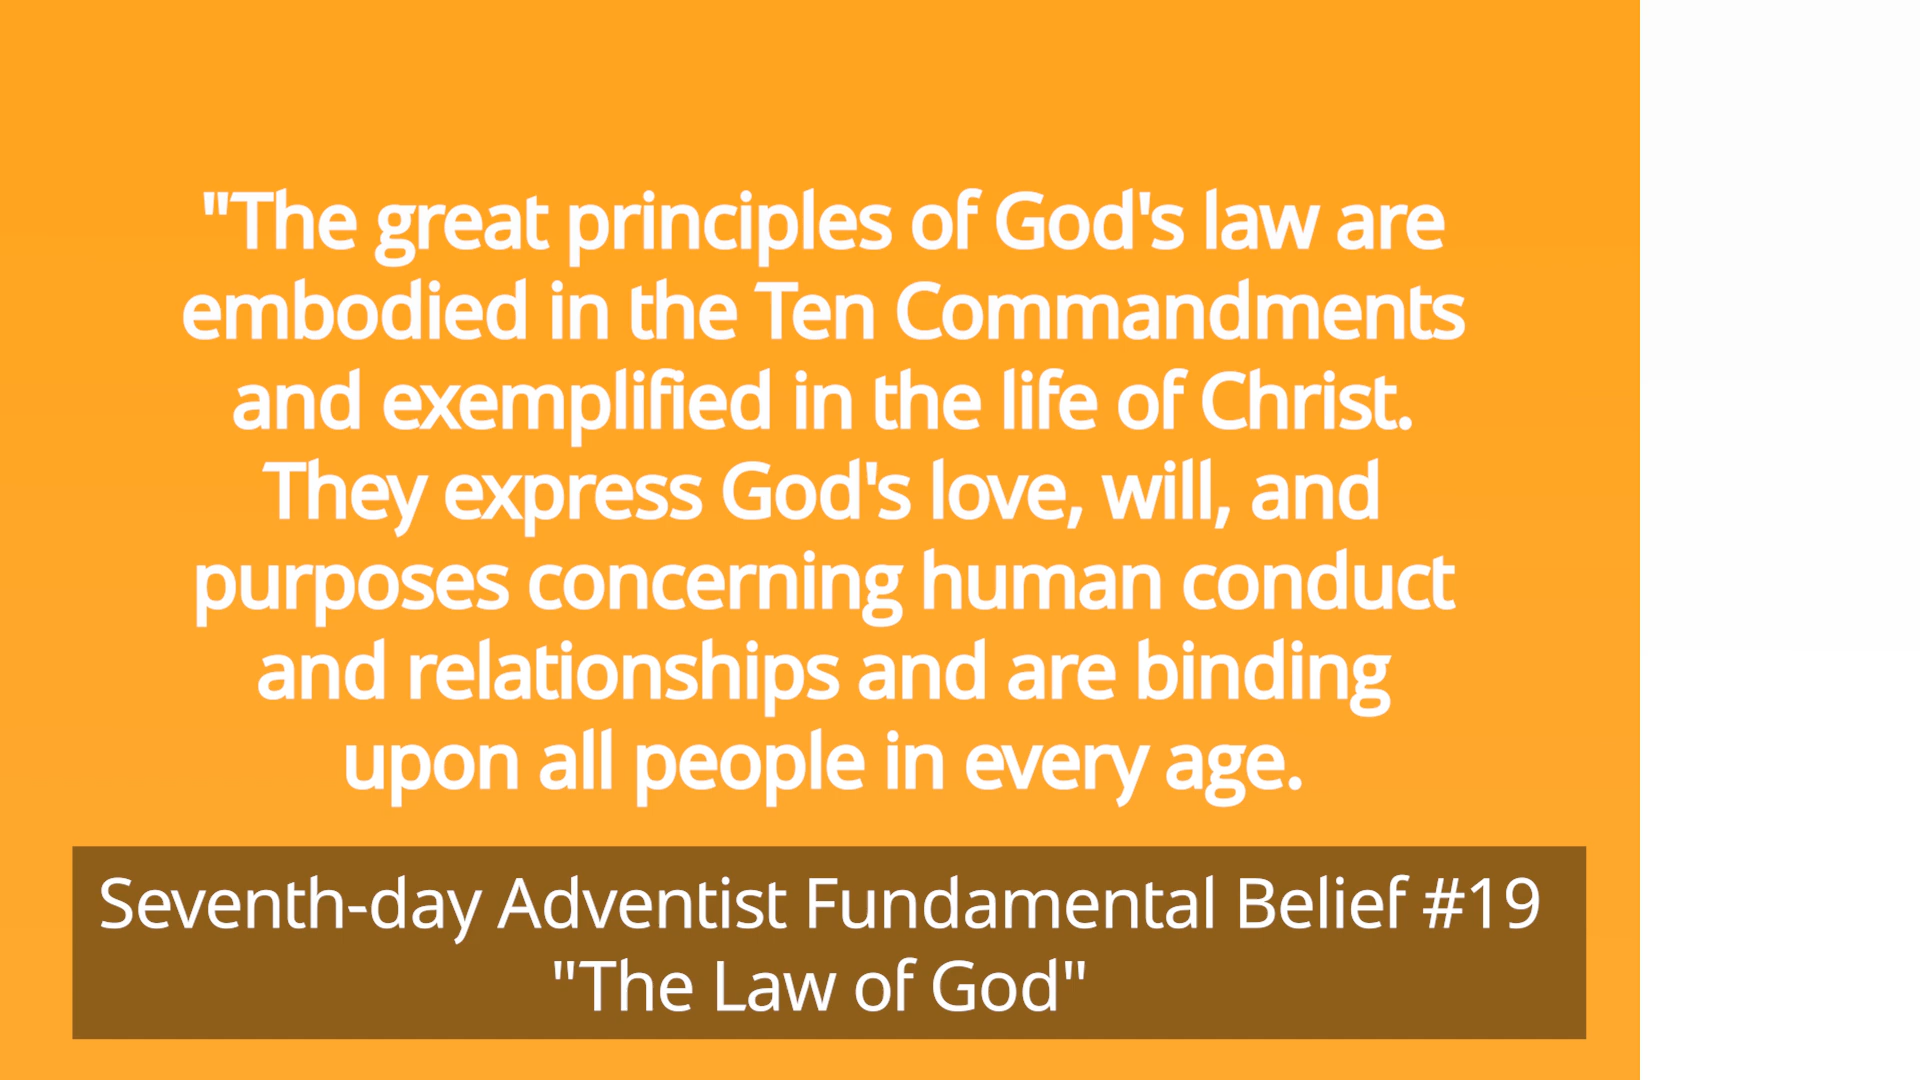 "The great principles of God's law are
embodied in the Ten Commandments
and exemplified in the life of Christ.
They express God's love, will, and
purposes concerning human conduct
and relationships and are binding
upon all people in every age.
Seventh-day Adventist Fundamental Belief #19
"The Law of God"